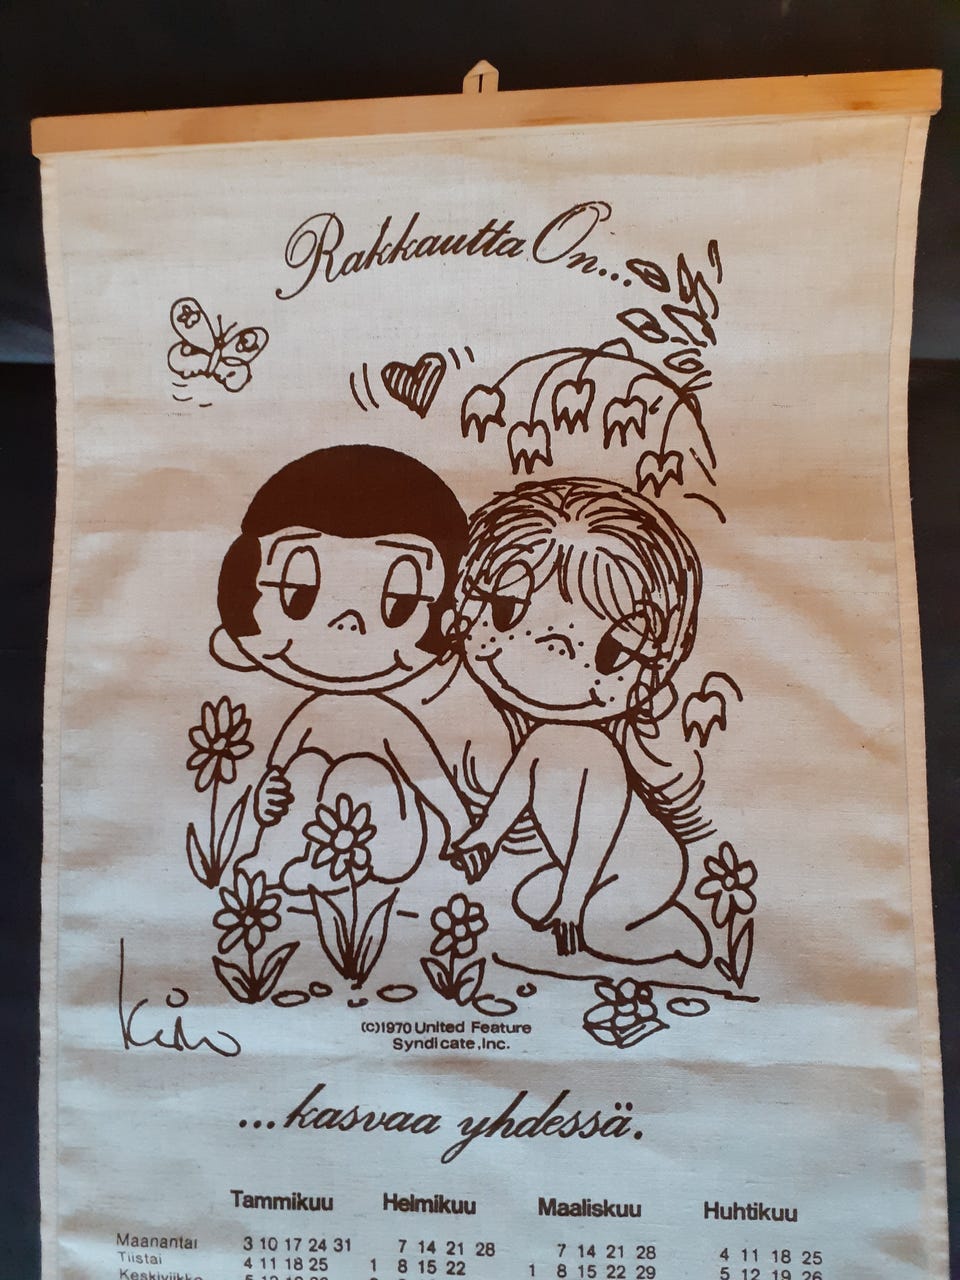 Rakkautta On...
Kim
(c)1970 United Feature
Syndicate,Inc.
...kasvaa yhdessä.
Tammikuu Helmikuu Maaliskuu Huhtikuu
Maanantai 3 10 17 24 31 7 14 21 28 7 14 21 28 4 11 18 25
Tiistai 4 11 18 25 1 8 15 22 1 8 15 22 29 5 12 19 26
Keskiviikko